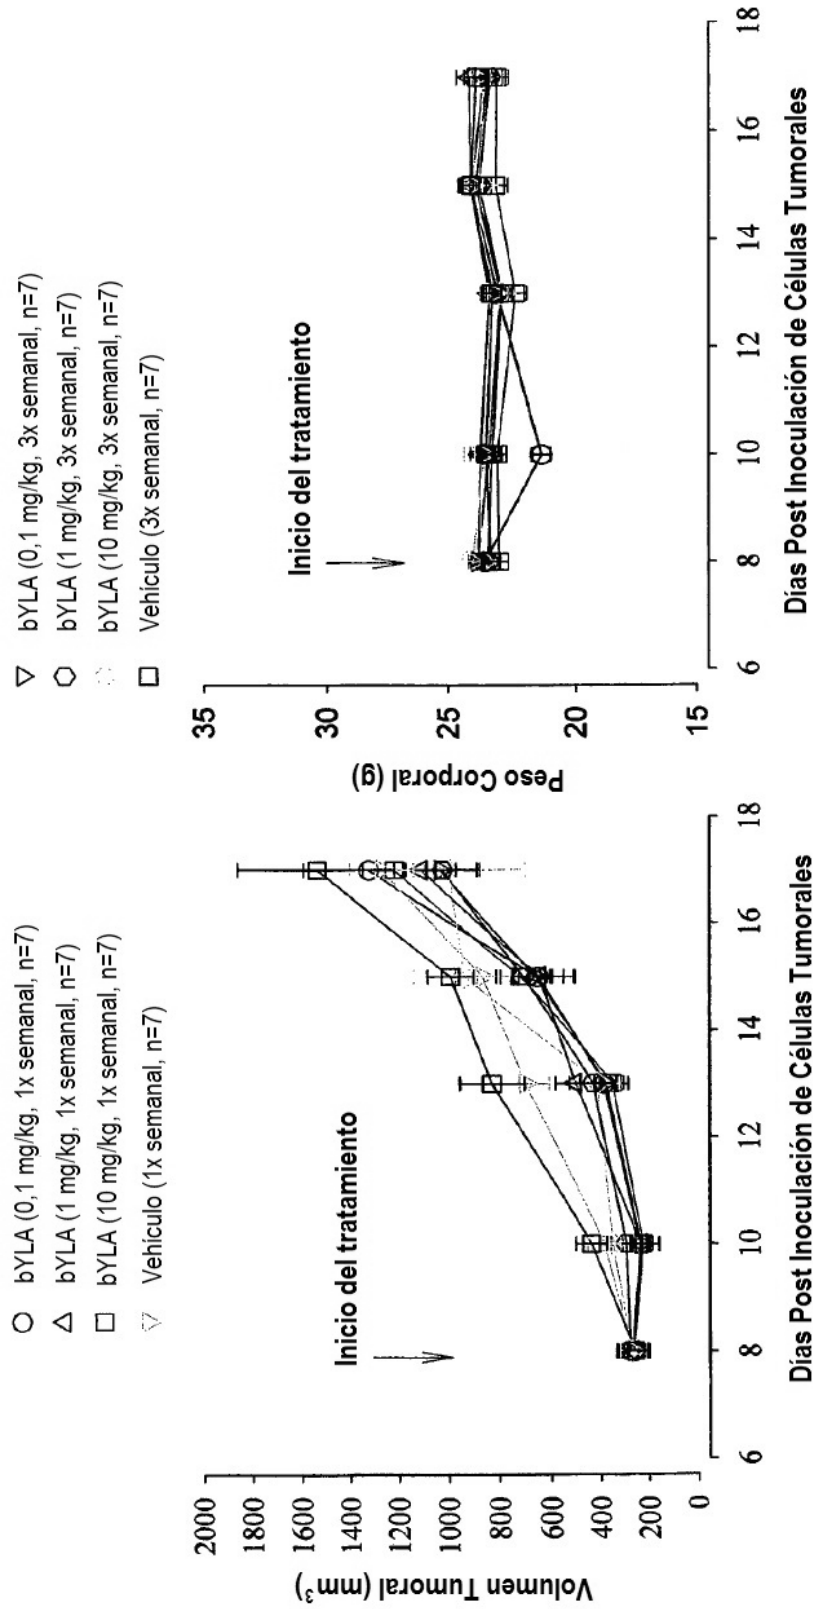 bYLA (0,1 mg/kg, 1x semanal, n=7)
bYLA (1 mg/kg, 1x semanal, n=7)
bYLA (10 mg/kg, 1x semanal, n=7)
Vehículo (1x semanal, n=7)
bYLA (0,1 mg/kg, 3x semanal, n=7)
bYLA (1 mg/kg, 3x semanal, n=7)
bYLA (10 mg/kg, 3x semanal, n=7)
Vehículo (3x semanal, n=7)
Volumen Tumoral (mm³)
2000
1800
1600
1400
1200
1000
800
600
400
200
0
Inicio del tratamiento
6
8
10
12
14
16
18
Días Post Inoculación de Células Tumorales
Peso Corporal (g)
35
30
25
20
15
Inicio del tratamiento
6
8
10
12
14
16
18
Días Post Inoculación de Células Tumorales